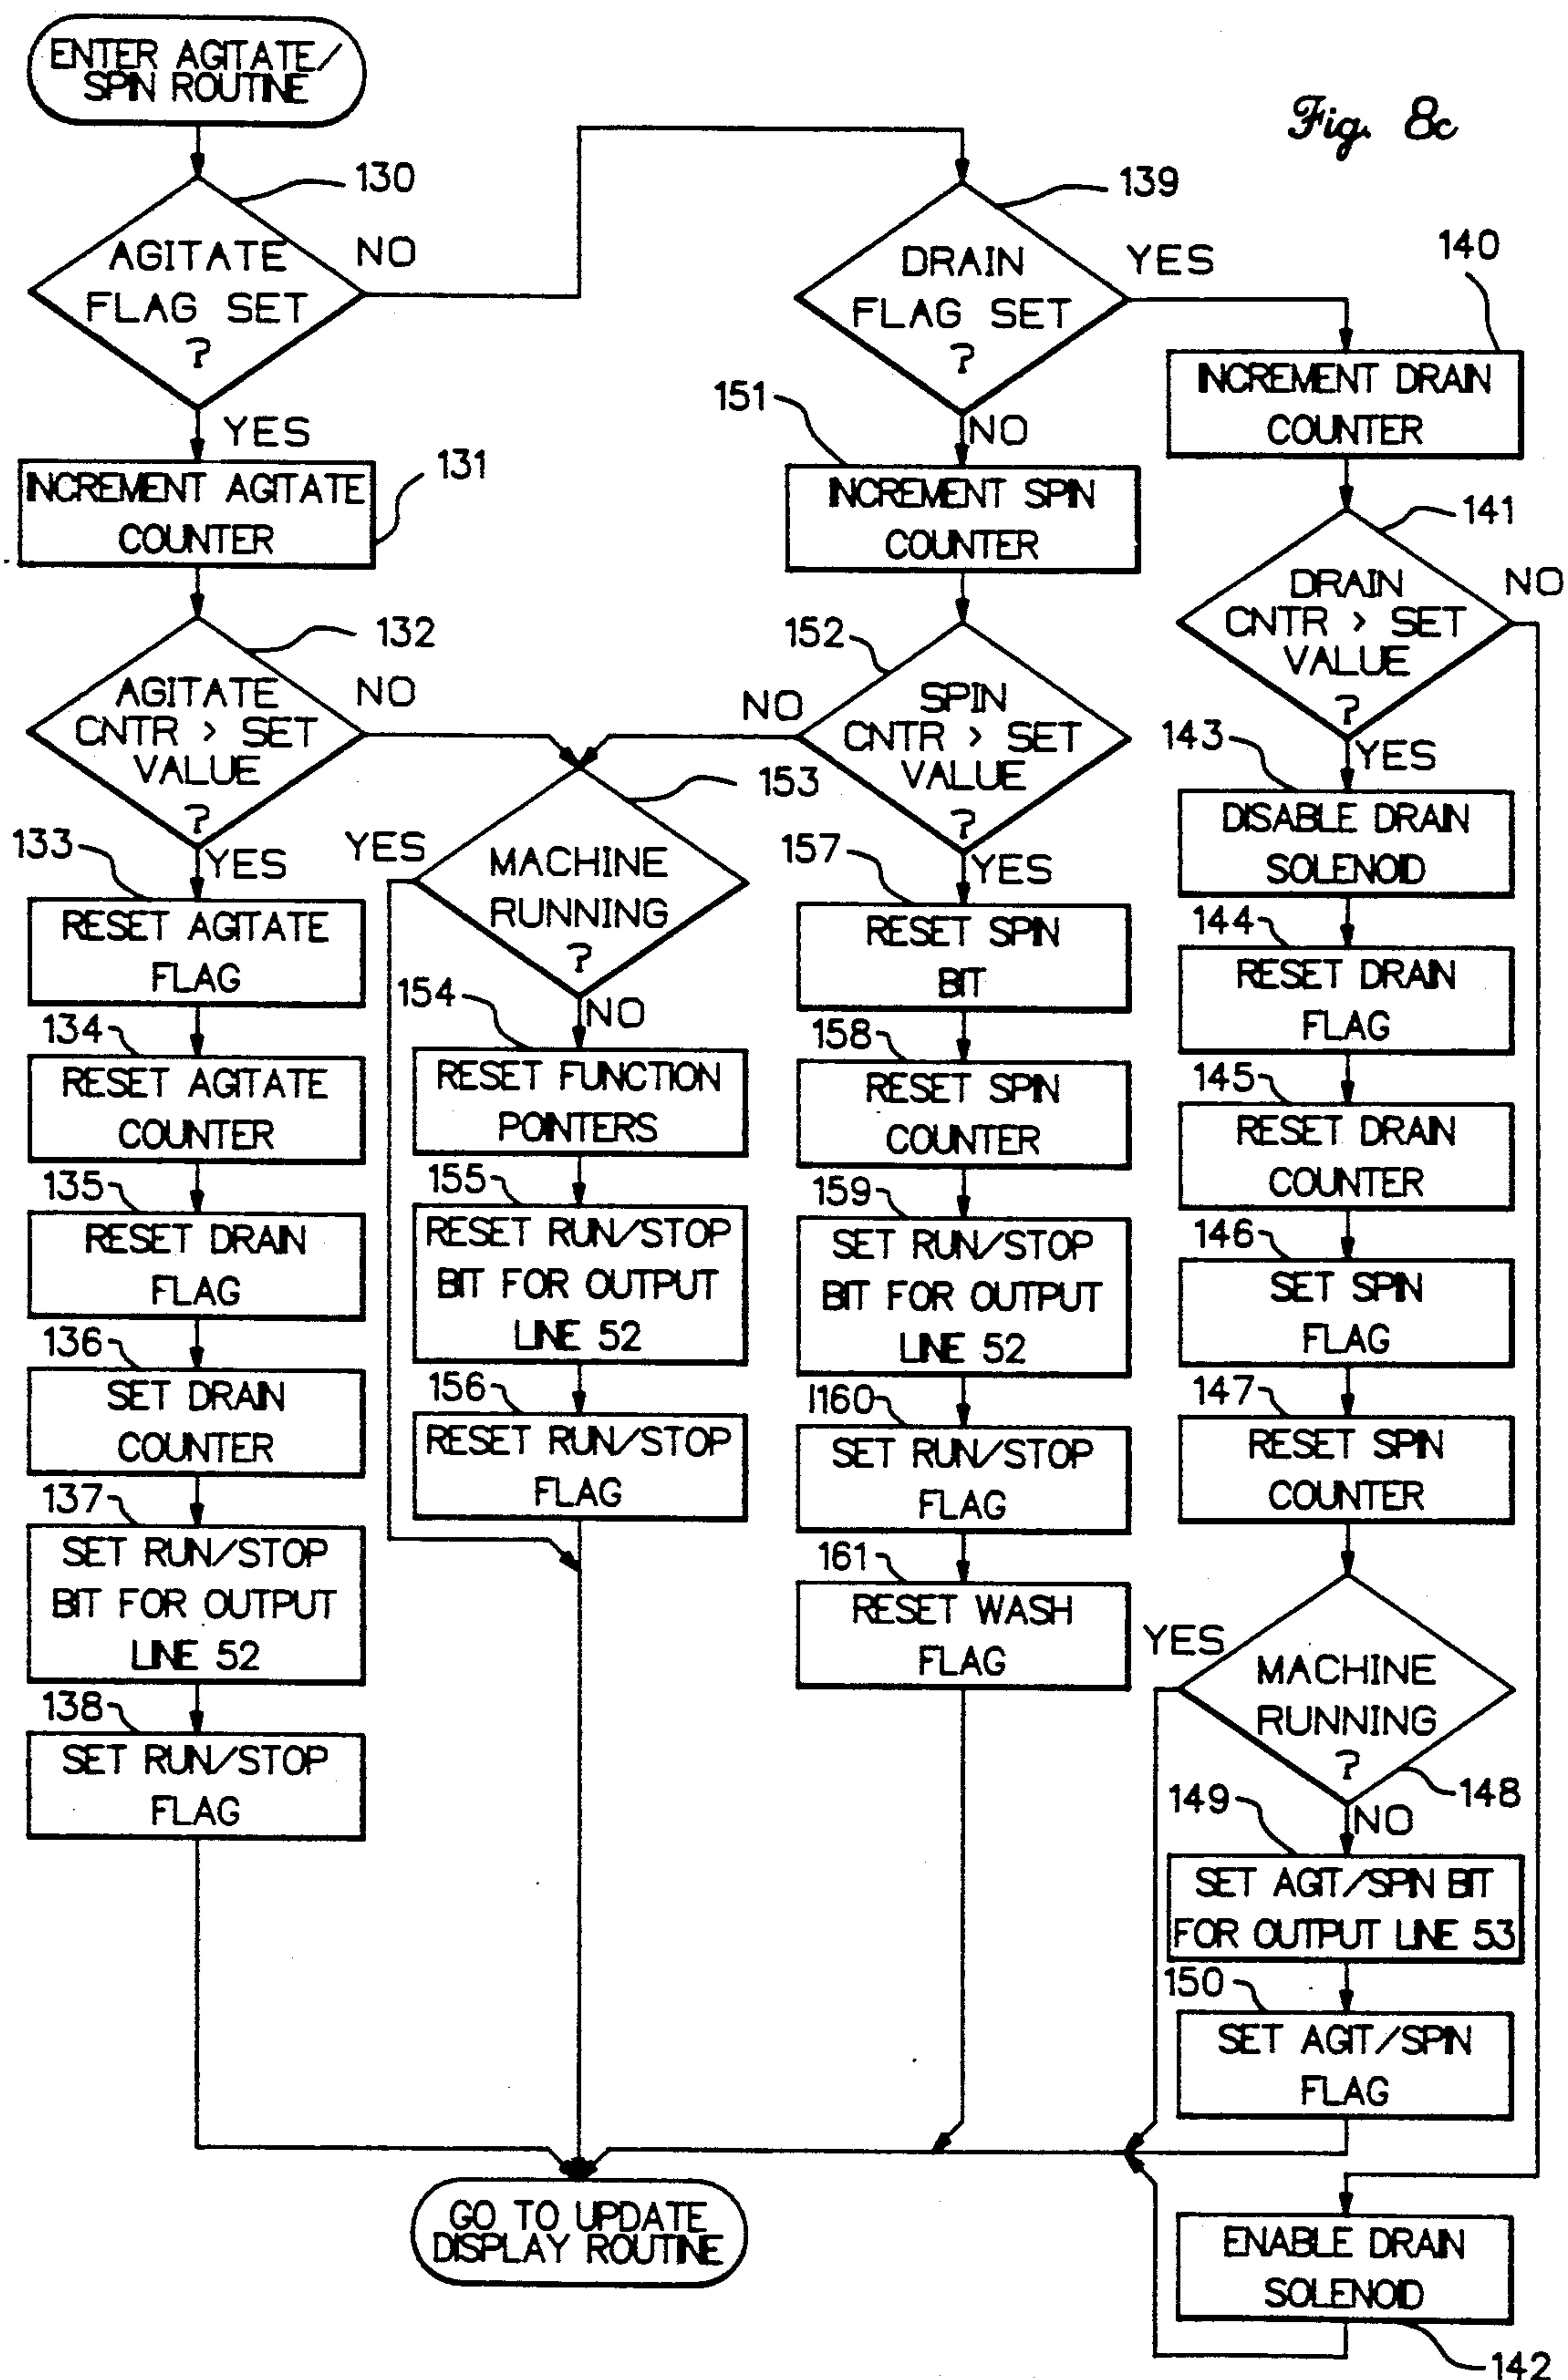 ENTER AGITATE/
SPIN ROUTINE
Fig. 8c
130
AGITATE
FLAG SET
?
NO
YES
131
INCREMENT AGITATE
COUNTER
132
AGITATE
CNTR > SET
VALUE
?
NO
YES
133
RESET AGITATE
FLAG
134
RESET AGITATE
COUNTER
135
RESET DRAIN
FLAG
136
SET DRAIN
COUNTER
137
SET RUN/STOP
BIT FOR OUTPUT
LINE 52
138
SET RUN/STOP
FLAG
153
MACHINE
RUNNING
?
YES
NO
154
RESET FUNCTION
POINTERS
155
RESET RUN/STOP
BIT FOR OUTPUT
LINE 52
156
RESET RUN/STOP
FLAG
GO TO UPDATE
DISPLAY ROUTINE
139
DRAIN
FLAG SET
?
YES
NO
151
INCREMENT SPIN
COUNTER
152
SPIN
CNTR > SET
VALUE
?
NO
YES
157
RESET SPIN
BIT
158
RESET SPIN
COUNTER
159
SET RUN/STOP
BIT FOR OUTPUT
LINE 52
1160
SET RUN/STOP
FLAG
161
RESET WASH
FLAG
140
INCREMENT DRAIN
COUNTER
141
DRAIN
CNTR > SET
VALUE
?
NO
YES
143
DISABLE DRAIN
SOLENOID
144
RESET DRAIN
FLAG
145
RESET DRAIN
COUNTER
146
SET SPIN
FLAG
147
RESET SPIN
COUNTER
MACHINE
RUNNING
?
YES
148
NO
149
SET AGIT/SPIN BIT
FOR OUTPUT LINE 53
150
SET AGIT/SPIN
FLAG
ENABLE DRAIN
SOLENOID
142